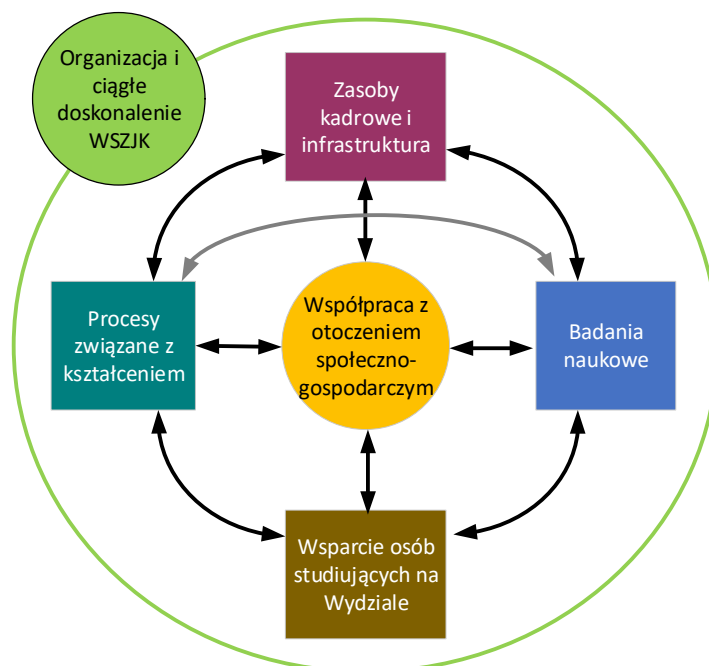 Organizacja i
ciągłe
doskonalenie
WSZJK
Zasoby
kadrowe i
infrastruktura
Procesy
związane z
kształceniem
Współpraca z
otoczeniem
społeczno-
gospodarczym
Badania
naukowe
Wsparcie osób
studiujących na
Wydziale